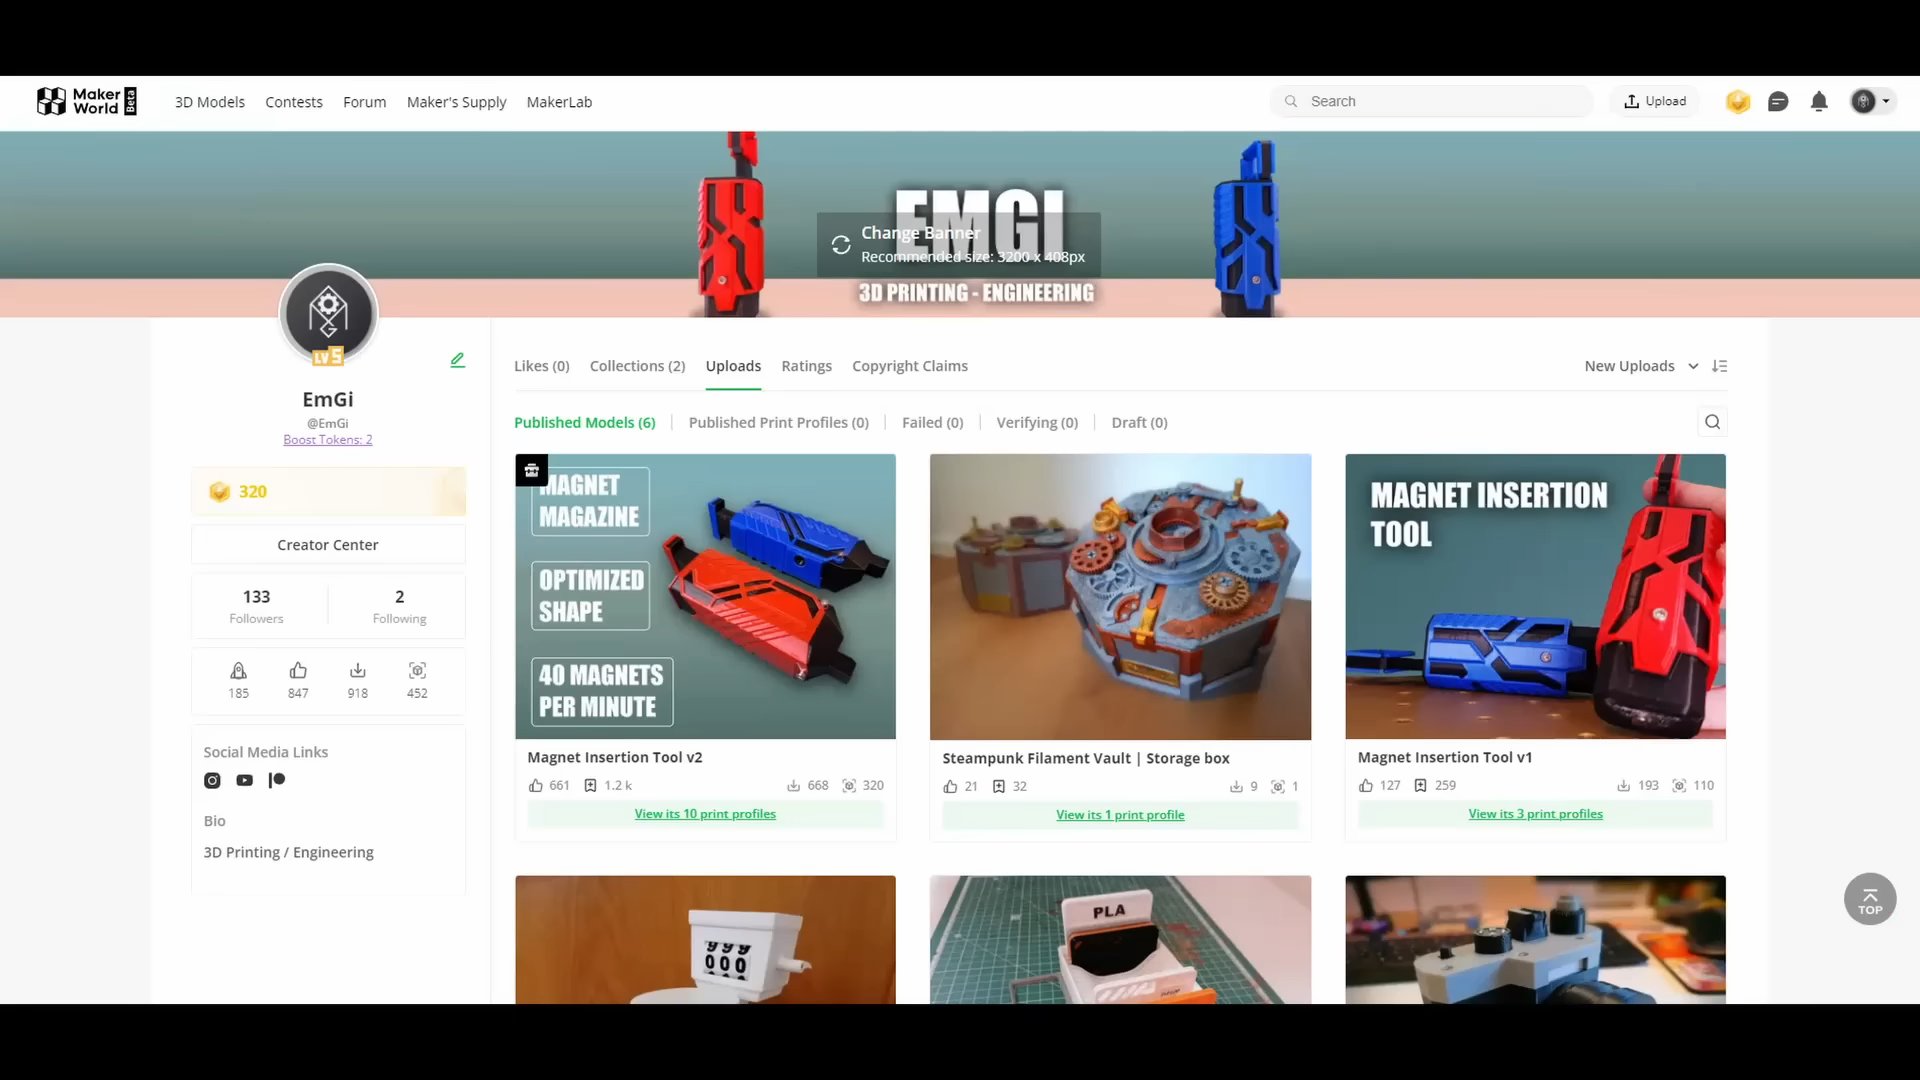 Maker
World
Beta
3D Models
Contests
Forum
Maker's Supply
MakerLab
Search
Upload
EMGI
Change Banner
Recommended size: 3200 x 408px
3D PRINTING - ENGINEERING
LV5
EmGi
@EmGi
Boost Tokens: 2
320
Creator Center
133
Followers
2
Following
185
847
918
452
Social Media Links
Bio
3D Printing / Engineering
Likes (0)
Collections (2)
Uploads
Ratings
Copyright Claims
New Uploads
Published Models (6)
Published Print Profiles (0)
Failed (0)
Verifying (0)
Draft (0)
MAGNET
MAGAZINE
OPTIMIZED
SHAPE
40 MAGNETS
PER MINUTE
Magnet Insertion Tool v2
661
1.2 k
668
320
View its 10 print profiles
Steampunk Filament Vault | Storage box
21
32
9
1
View its 1 print profile
MAGNET INSERTION
TOOL
Magnet Insertion Tool v1
127
259
193
110
View its 3 print profiles
999
000
PLA
TOP